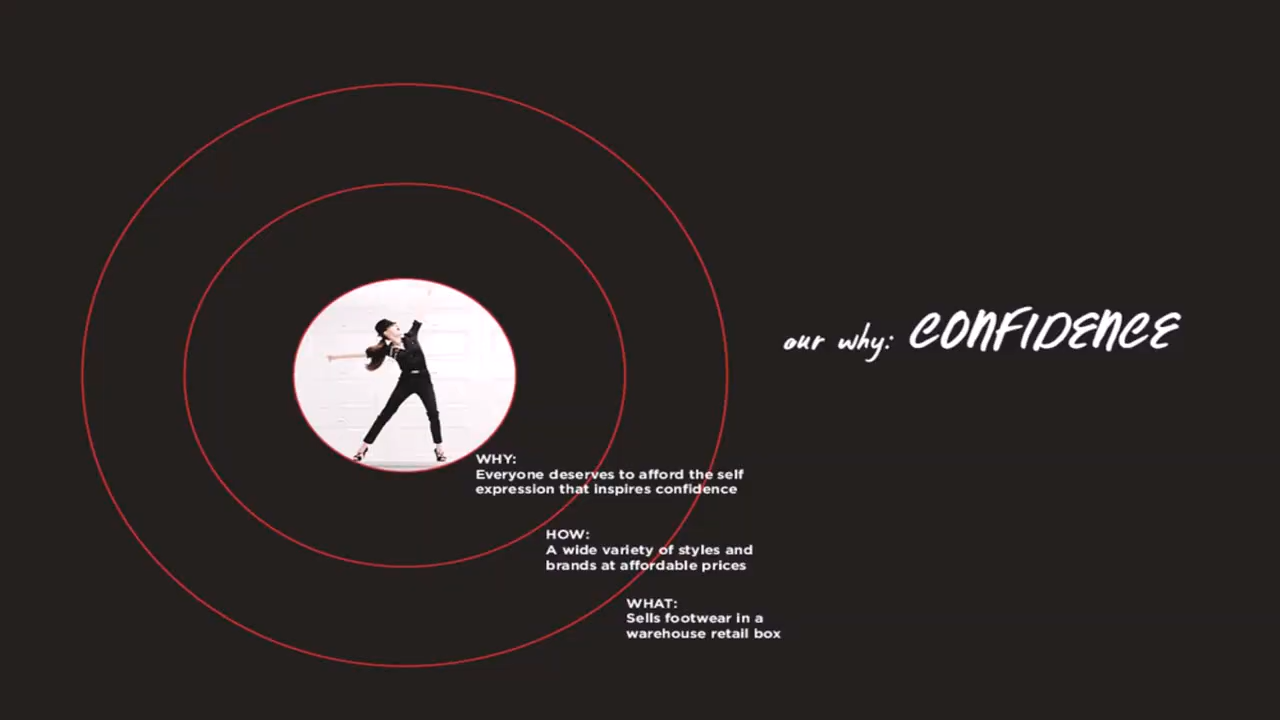 our why: CONFIDENCE
WHY:
Everyone deserves to afford the self
expression that inspires confidence
HOW:
A wide variety of styles and
brands at affordable prices
WHAT:
Sells footwear in a
warehouse retail box